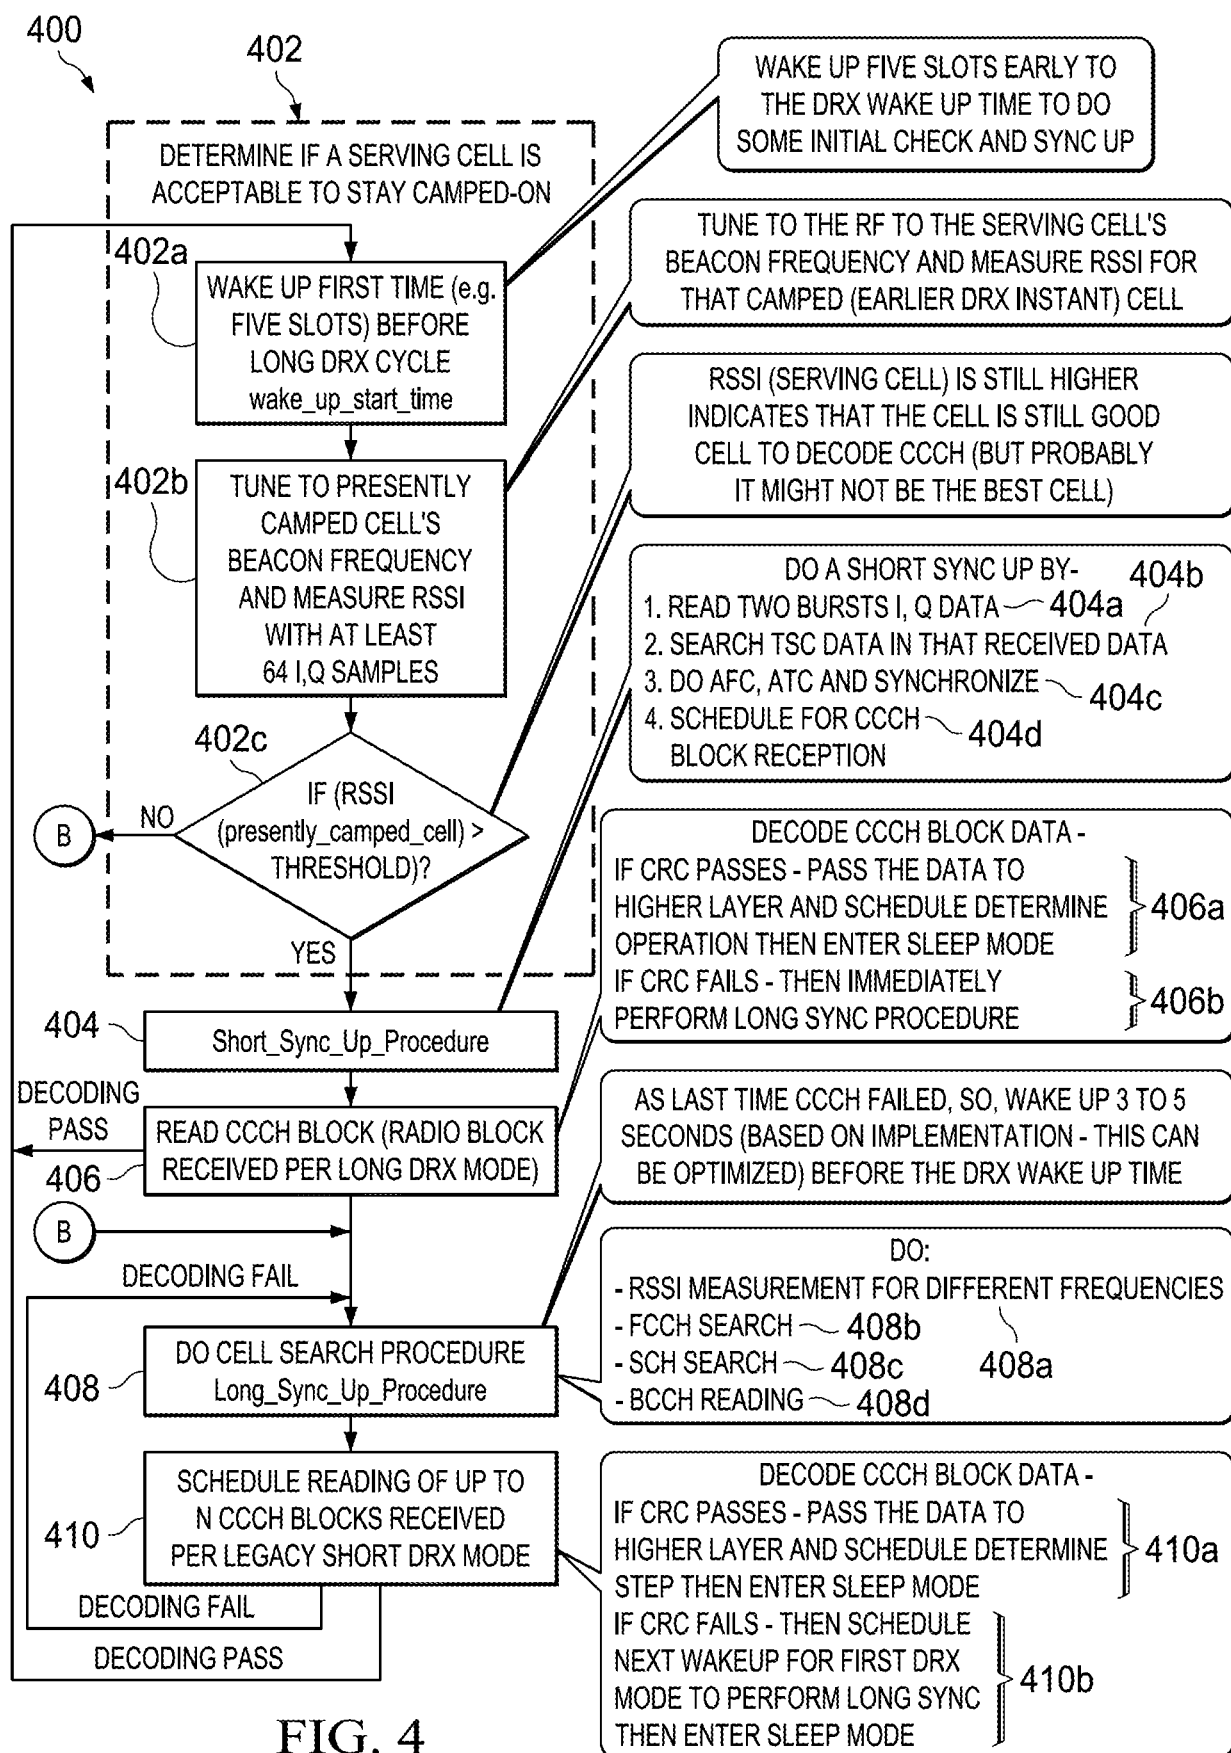 400
402
DETERMINE IF A SERVING CELL IS
ACCEPTABLE TO STAY CAMPED-ON
402a
WAKE UP FIRST TIME (e.g.
FIVE SLOTS) BEFORE
LONG DRX CYCLE
wake_up_start_time
402b
TUNE TO PRESENTLY
CAMPED CELL'S
BEACON FREQUENCY
AND MEASURE RSSI
WITH AT LEAST
64 I,Q SAMPLES
402c
IF (RSSI
(presently_camped_cell) >
THRESHOLD)?
NO
B
YES
404
Short_Sync_Up_Procedure
DECODING
PASS
READ CCCH BLOCK (RADIO BLOCK
RECEIVED PER LONG DRX MODE)
406
B
DECODING FAIL
408
DO CELL SEARCH PROCEDURE
Long_Sync_Up_Procedure
410
SCHEDULE READING OF UP TO
N CCCH BLOCKS RECEIVED
PER LEGACY SHORT DRX MODE
DECODING FAIL
DECODING PASS
WAKE UP FIVE SLOTS EARLY TO
THE DRX WAKE UP TIME TO DO
SOME INITIAL CHECK AND SYNC UP
TUNE TO THE RF TO THE SERVING CELL'S
BEACON FREQUENCY AND MEASURE RSSI FOR
THAT CAMPED (EARLIER DRX INSTANT) CELL
RSSI (SERVING CELL) IS STILL HIGHER
INDICATES THAT THE CELL IS STILL GOOD
CELL TO DECODE CCCH (BUT PROBABLY
IT MIGHT NOT BE THE BEST CELL)
DO A SHORT SYNC UP BY-
404b
1. READ TWO BURSTS I, Q DATA 404a
2. SEARCH TSC DATA IN THAT RECEIVED DATA
3. DO AFC, ATC AND SYNCHRONIZE 404c
4. SCHEDULE FOR CCCH 404d
BLOCK RECEPTION
DECODE CCCH BLOCK DATA -
IF CRC PASSES - PASS THE DATA TO
HIGHER LAYER AND SCHEDULE DETERMINE
OPERATION THEN ENTER SLEEP MODE
406a
IF CRC FAILS - THEN IMMEDIATELY
PERFORM LONG SYNC PROCEDURE
406b
AS LAST TIME CCCH FAILED, SO, WAKE UP 3 TO 5
SECONDS (BASED ON IMPLEMENTATION - THIS CAN
BE OPTIMIZED) BEFORE THE DRX WAKE UP TIME
DO:
- RSSI MEASUREMENT FOR DIFFERENT FREQUENCIES
- FCCH SEARCH 408b
- SCH SEARCH 408c 408a
- BCCH READING 408d
DECODE CCCH BLOCK DATA -
IF CRC PASSES - PASS THE DATA TO
HIGHER LAYER AND SCHEDULE DETERMINE
STEP THEN ENTER SLEEP MODE
410a
IF CRC FAILS - THEN SCHEDULE
NEXT WAKEUP FOR FIRST DRX
MODE TO PERFORM LONG SYNC
THEN ENTER SLEEP MODE
410b
FIG. 4